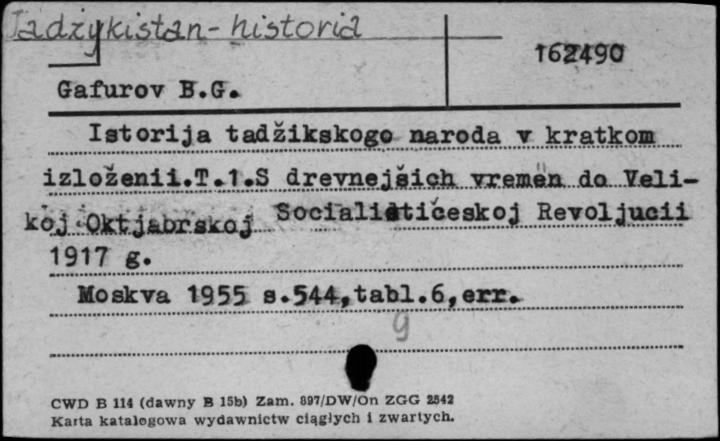 Tadżykistan - historia
162490
Gafurov B.G.
Istorija tadžikskogo naroda v kratkom
izloženii.T.1.S drevnejšich vremen do Veli-
koj Oktjabrskoj Socialističeskoj Revoljucii
1917 g.
Moskva 1955 s.544,tabl.6,err.
9
CWD B 114 (dawny B 15b) Zam. 897/DW/On ZGG 2542
Karta katalogowa wydawnictw ciągłych i zwartych.